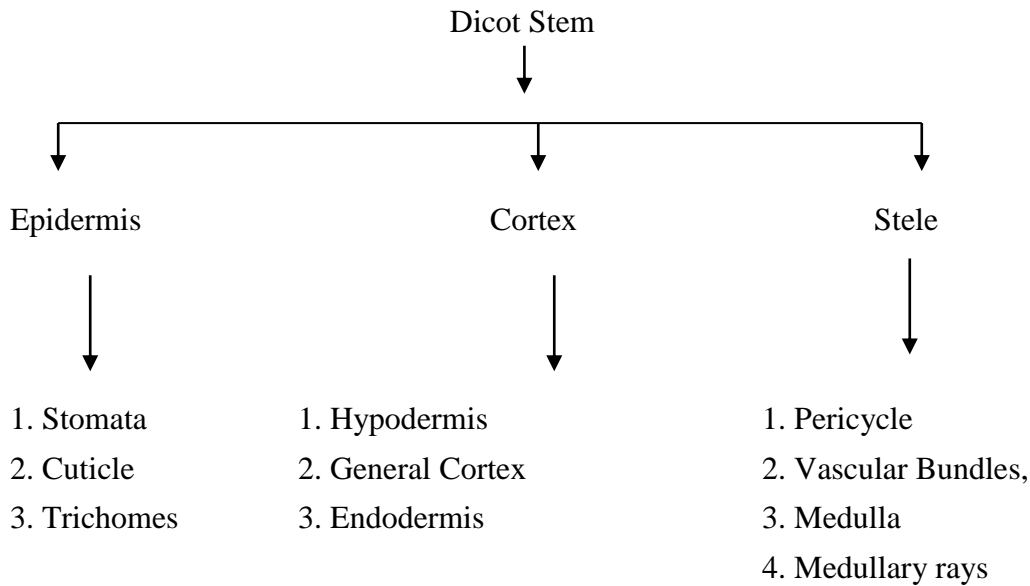 Dicot Stem
Epidermis
Cortex
Stele
1. Stomata
2. Cuticle
3. Trichomes
1. Hypodermis
2. General Cortex
3. Endodermis
1. Pericycle
2. Vascular Bundles,
3. Medulla
4. Medullary rays